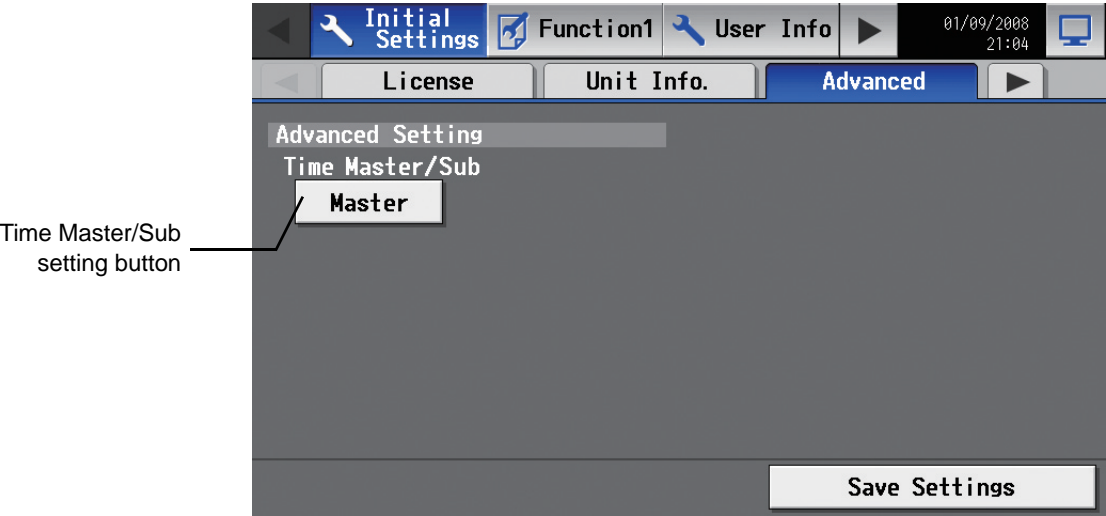 Initial
Settings
Function1
User Info
01/09/2008
21:04
License
Unit Info.
Advanced
Advanced Setting
Time Master/Sub
Master
Time Master/Sub
setting button
Save Settings